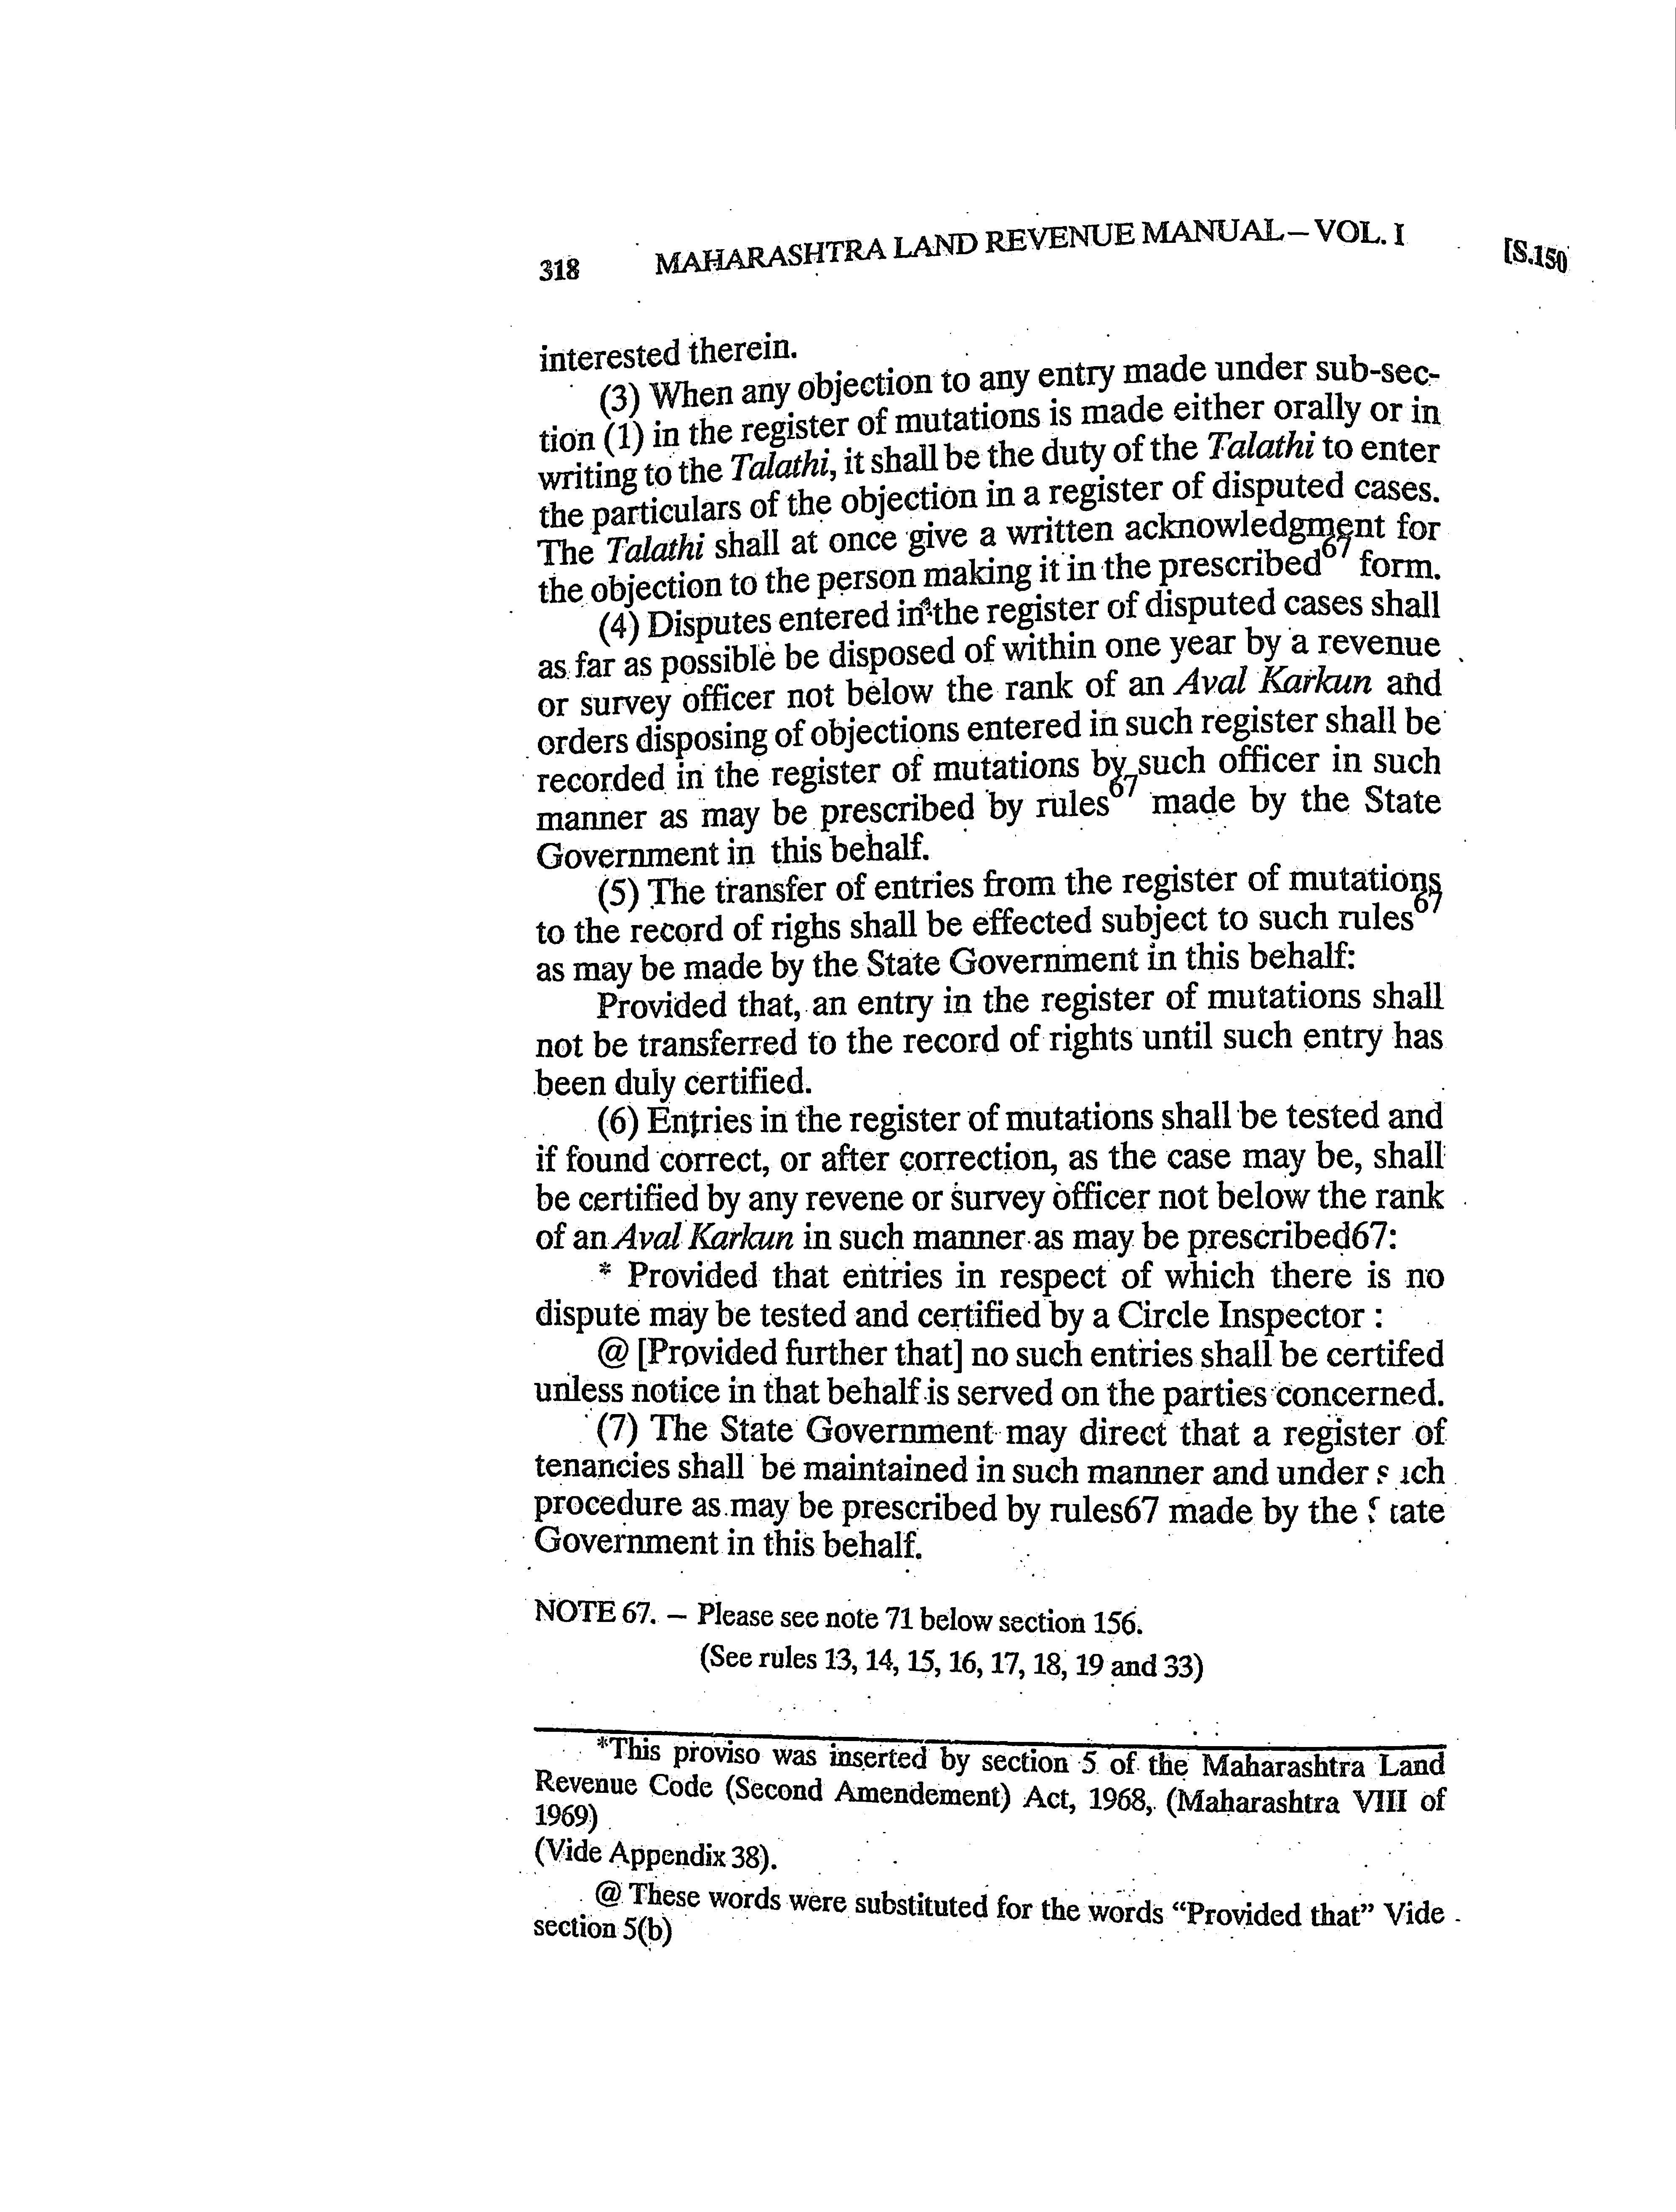 318 MAHARASHTRA LAND REVENUE MANUAL – VOL. I [S.150
interested therein.
(3) When any objection to any entry made under sub-sec-
tion (1) in the register of mutations is made either orally or in
writing to the Talathi, it shall be the duty of the Talathi to enter
the particulars of the objection in a register of disputed cases.
The Talathi shall at once give a written acknowledgment for
the objection to the person making it in the prescribed67 form.
(4) Disputes entered in the register of disputed cases shall
as far as possible be disposed of within one year by a revenue
or survey officer not below the rank of an Aval Karkun and
orders disposing of objections entered in such register shall be
recorded in the register of mutations by such officer in such
manner as may be prescribed by rules67 made by the State
Government in this behalf.
(5) The transfer of entries from the register of mutations
to the record of righs shall be effected subject to such rules67
as may be made by the State Government in this behalf:
Provided that, an entry in the register of mutations shall
not be transferred to the record of rights until such entry has
been duly certified.
(6) Entries in the register of mutations shall be tested and
if found correct, or after correction, as the case may be, shall
be certified by any revene or survey officer not below the rank
of an Aval Karkun in such manner as may be prescribed67:
* Provided that entries in respect of which there is no
dispute may be tested and certified by a Circle Inspector :
@ [Provided further that] no such entries shall be certifed
unless notice in that behalf is served on the parties concerned.
(7) The State Government may direct that a register of
tenancies shall be maintained in such manner and under such
procedure as may be prescribed by rules67 made by the State
Government in this behalf.
NOTE 67. – Please see note 71 below section 156.
(See rules 13, 14, 15, 16, 17, 18, 19 and 33)
*This proviso was inserted by section 5 of the Maharashtra Land
Revenue Code (Second Amendement) Act, 1968, (Maharashtra VIII of
1969)
(Vide Appendix 38).
@ These words were substituted for the words “Provided that” Vide
section 5(b)